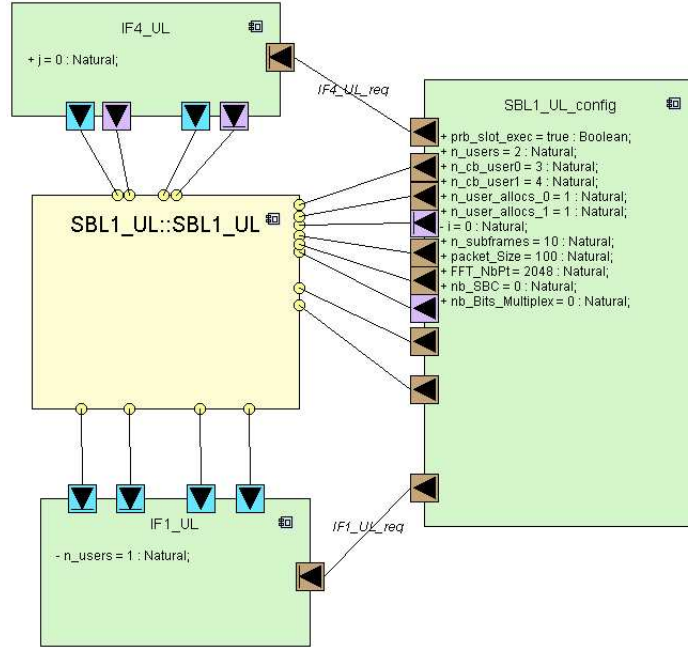 IF4_UL
+ j = 0 : Natural;
IF4_UL_req
SBL1_UL_config
+ prb_slot_exec = true : Boolean;
+ n_users = 2 : Natural;
+ n_cb_user0 = 3 : Natural;
+ n_cb_user1 = 4 : Natural;
+ n_user_allocs_0 = 1 : Natural;
+ n_user_allocs_1 = 1 : Natural;
- i = 0 : Natural;
+ n_subframes = 10 : Natural;
+ packet_Size = 100 : Natural;
+ FFT_NbPt = 2048 : Natural;
+ nb_SBC = 0 : Natural;
+ nb_Bits_Multiplex = 0 : Natural;
SBL1_UL::SBL1_UL
IF1_UL
IF1_UL_req
- n_users = 1 : Natural;